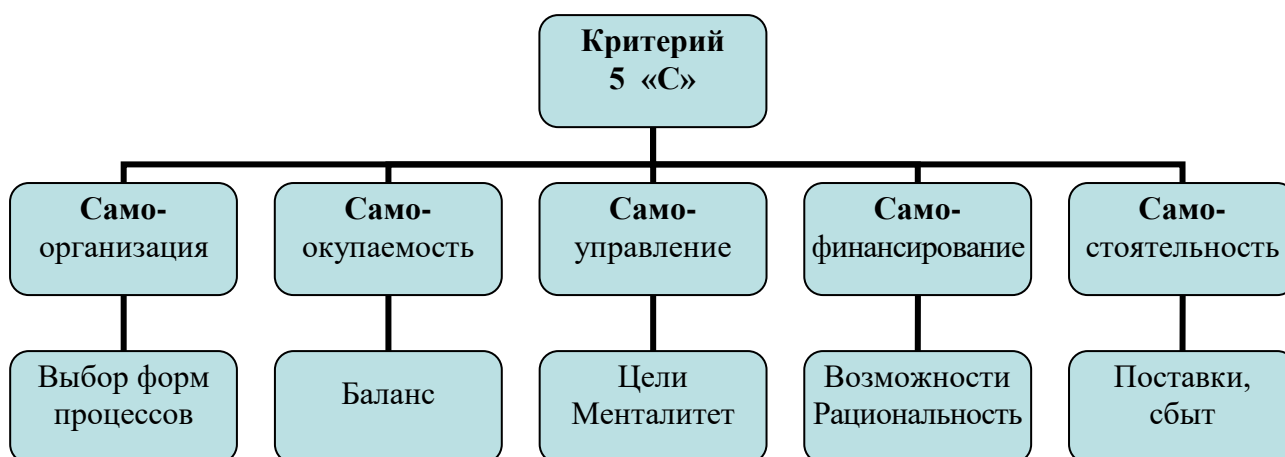 Критерий
5 «С»
Само-
организация
Само-
окупаемость
Само-
управление
Само-
финансирование
Само-
стоятельность
Выбор форм
процессов
Баланс
Цели
Менталитет
Возможности
Рациональность
Поставки,
сбыт